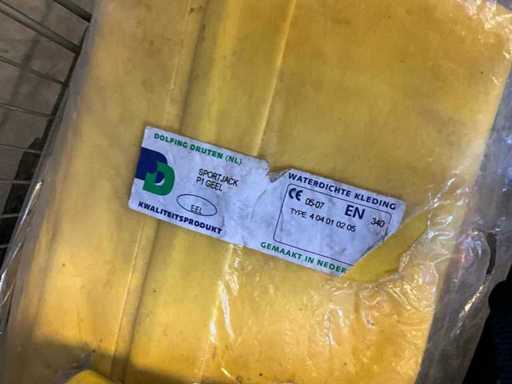 DOLFING DRUTEN (NL)
SPORTJACK
P1 GEEL
EEL
KWALITEITSPRODUKT
WATERDICHTE KLEDING
CE 05-07 EN 340
TYPE 4 04 01 02 05
GEMAAKT IN NEDER